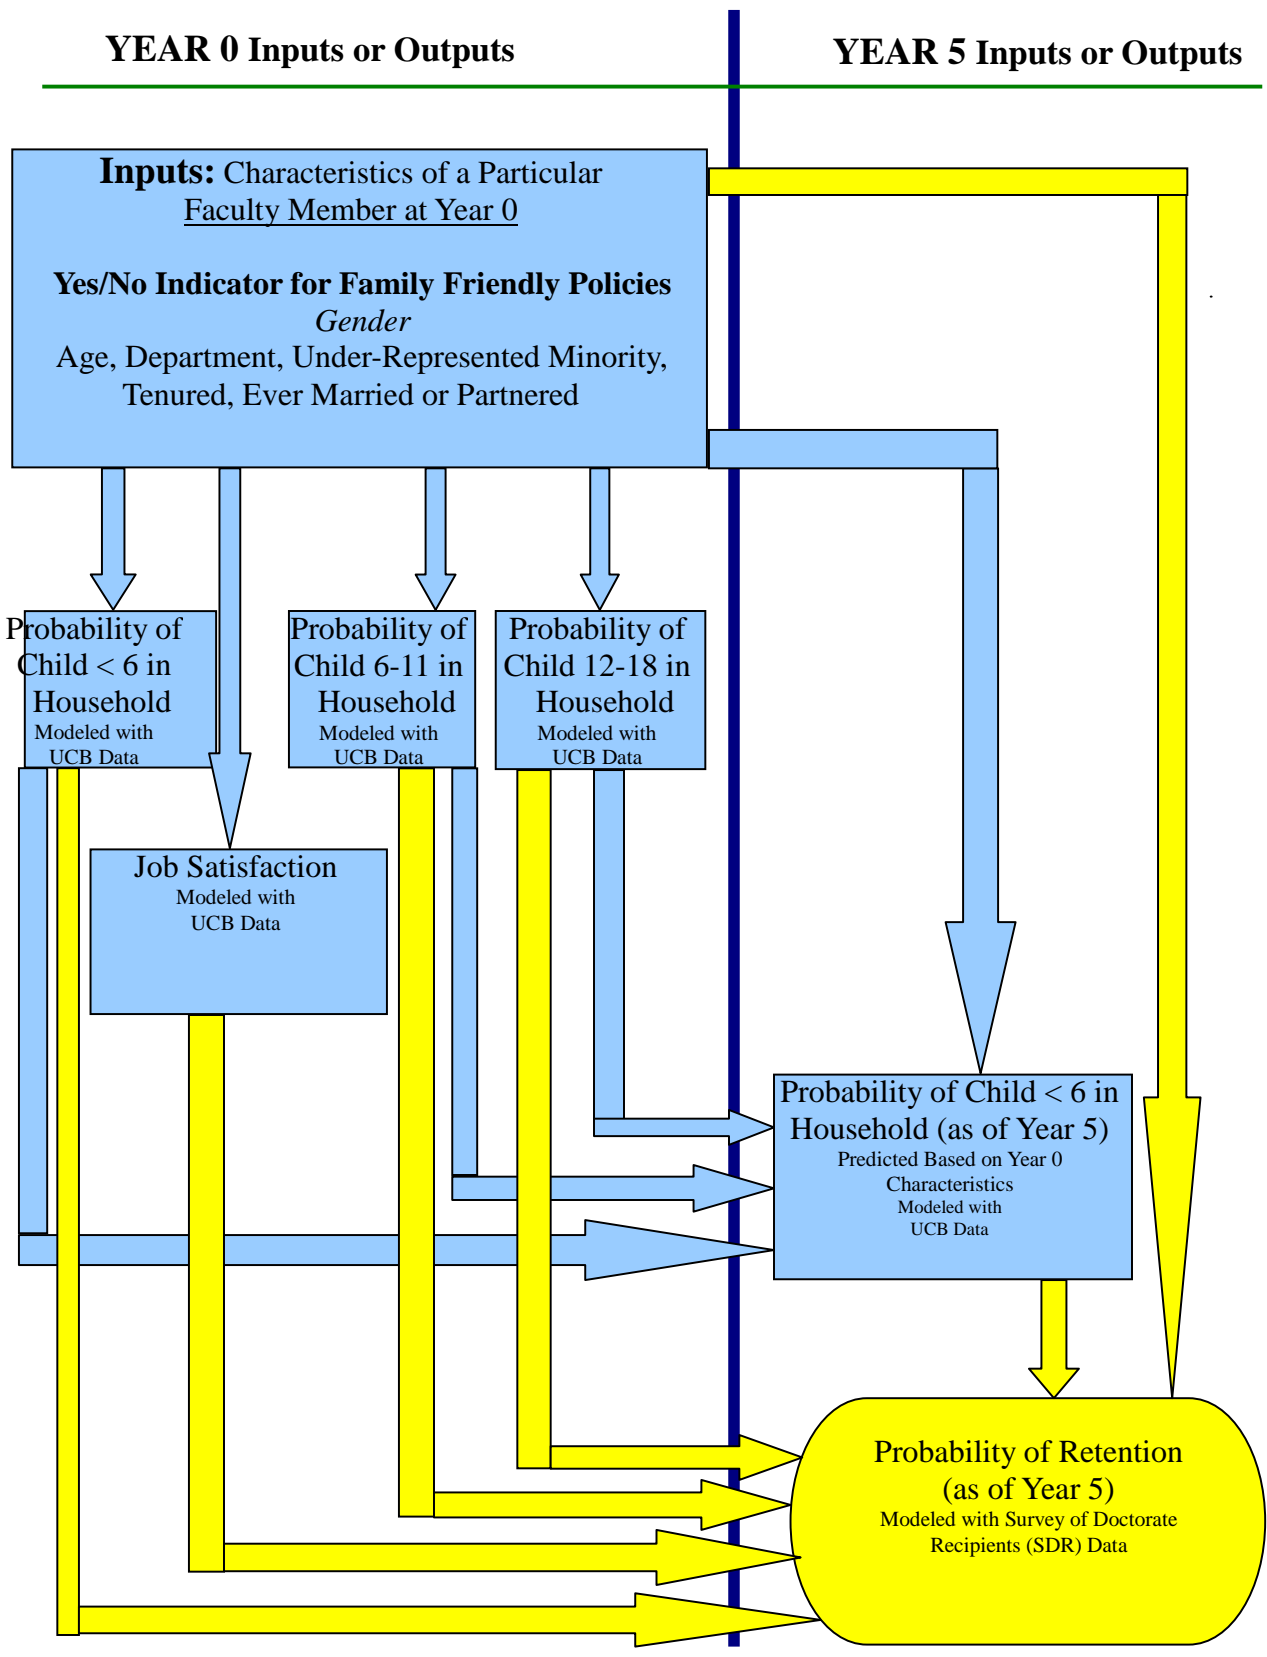 YEAR 0 Inputs or Outputs
YEAR 5 Inputs or Outputs
Inputs: Characteristics of a Particular
Faculty Member at Year 0
Yes/No Indicator for Family Friendly Policies
Gender
Age, Department, Under-Represented Minority,
Tenured, Ever Married or Partnered
.
Probability of
Child < 6 in
Household
Modeled with
UCB Data
Probability of
Child 6-11 in
Household
Modeled with
UCB Data
Probability of
Child 12-18 in
Household
Modeled with
UCB Data
Job Satisfaction
Modeled with
UCB Data
Probability of Child < 6 in
Household (as of Year 5)
Predicted Based on Year 0
Characteristics
Modeled with
UCB Data
Probability of Retention
(as of Year 5)
Modeled with Survey of Doctorate
Recipients (SDR) Data